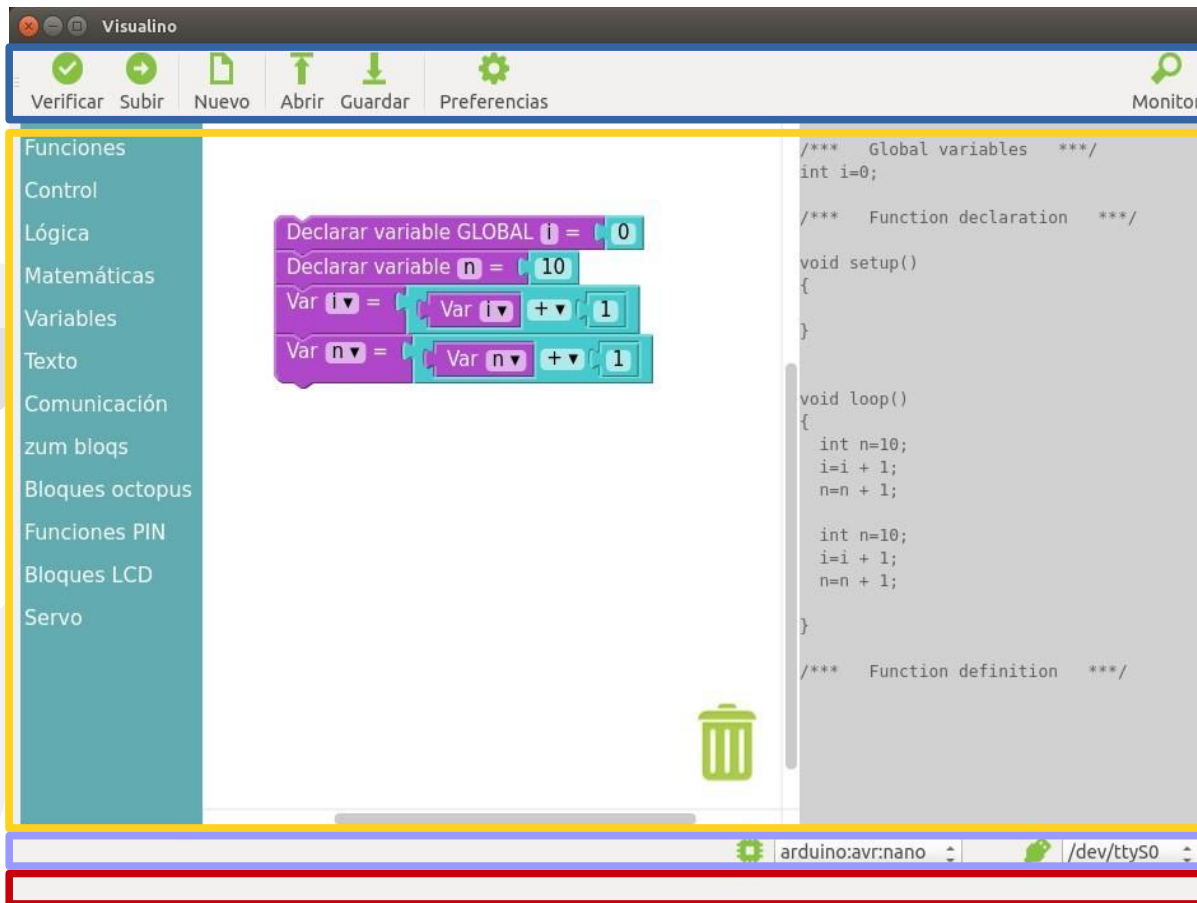 Visualino
Verificar Subir Nuevo Abrir Guardar Preferencias Monitor
Funciones
Control
Lógica
Matemáticas
Variables
Texto
Comunicación
zum bloqs
Bloques octopus
Funciones PIN
Bloques LCD
Servo
Declarar variable GLOBAL i = 0
Declarar variable n = 10
Var i = Var i + 1
Var n = Var n + 1
/*** Global variables ***/
int i=0;
/*** Function declaration ***/
void setup()
{
}
void loop()
{
int n=10;
i=i + 1;
n=n + 1;
int n=10;
i=i + 1;
n=n + 1;
}
/*** Function definition ***/
arduino:avr:nano /dev/ttyS0